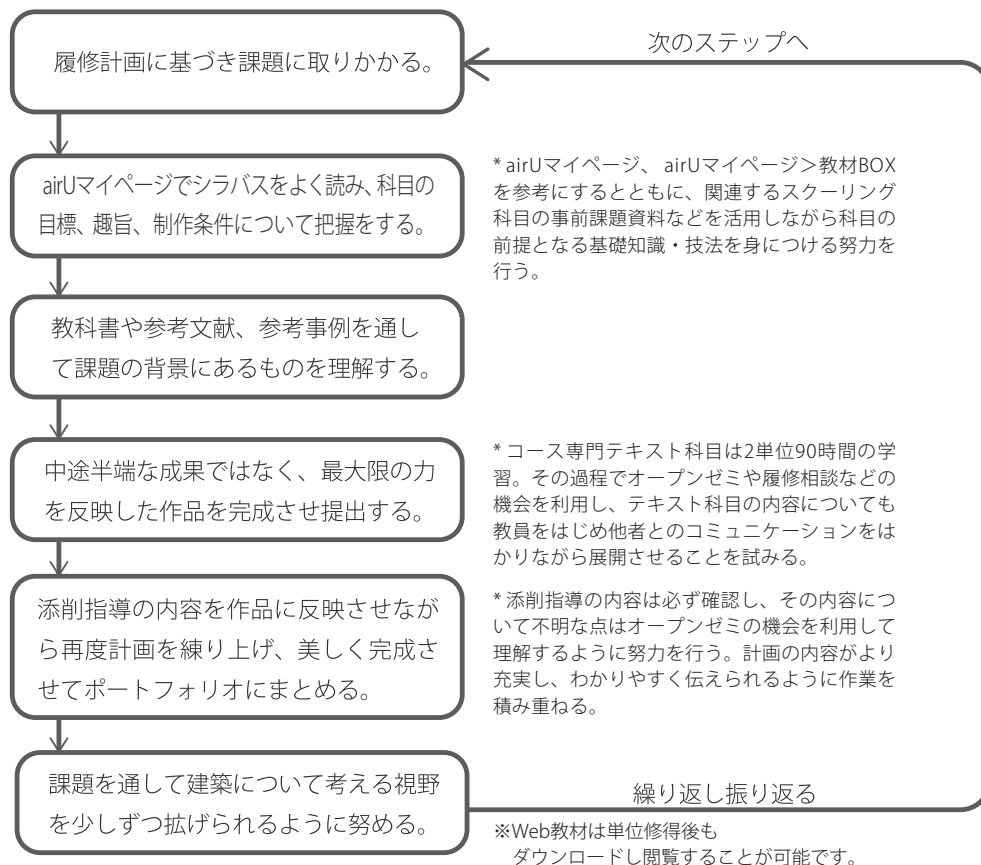 履修計画に基づき課題に取りかかる。
次のステップへ
airUマイページでシラバスをよく読み、科目の
目標、趣旨、制作条件について把握をする。
* airUマイページ、 airUマイページ＞教材BOX
を参考にするとともに、関連するスクーリング
科目の事前課題資料などを活用しながら科目の
前提となる基礎知識・技法を身につける努力を
行う。
教科書や参考文献、参考事例を通し
て課題の背景にあるものを理解する。
中途半端な成果ではなく、最大限の力
を反映した作品を完成させ提出する。
* コース専門テキスト科目は2単位90時間の学
習。その過程でオープンゼミや履修相談などの
機会を利用し、テキスト科目の内容についても
教員をはじめ他者とのコミュニケーションをは
かりながら展開させることを試みる。
添削指導の内容を作品に反映させなが
ら再度計画を練り上げ、美しく完成さ
せてポートフォリオにまとめる。
* 添削指導の内容は必ず確認し、その内容につ
いて不明な点はオープンゼミの機会を利用して
理解するように努力を行う。計画の内容がより
充実し、わかりやすく伝えられるように作業を
積み重ねる。
課題を通して建築について考える視野
を少しずつ拡げられるように努める。
繰り返し振り返る
※Web教材は単位修得後も
ダウンロードし閲覧することが可能です。